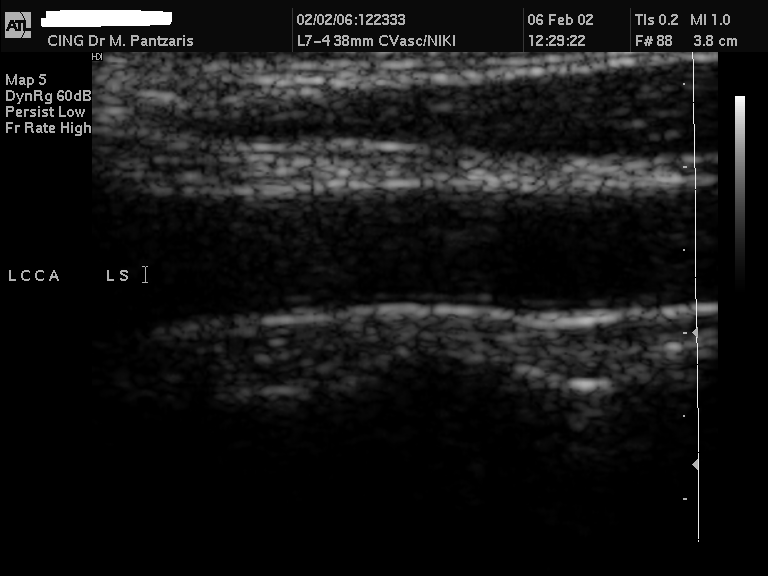 ATL
02/02/06:122333
06 Feb 02
TIs 0.2 MI 1.0
CING Dr M. Pantzaris
L7-4 38mm CVasc/NIKI
12:29:22
F# 88 3.8 cm
HDI
Map 5
DynRg 60dB
Persist Low
Fr Rate High
LCCA LS